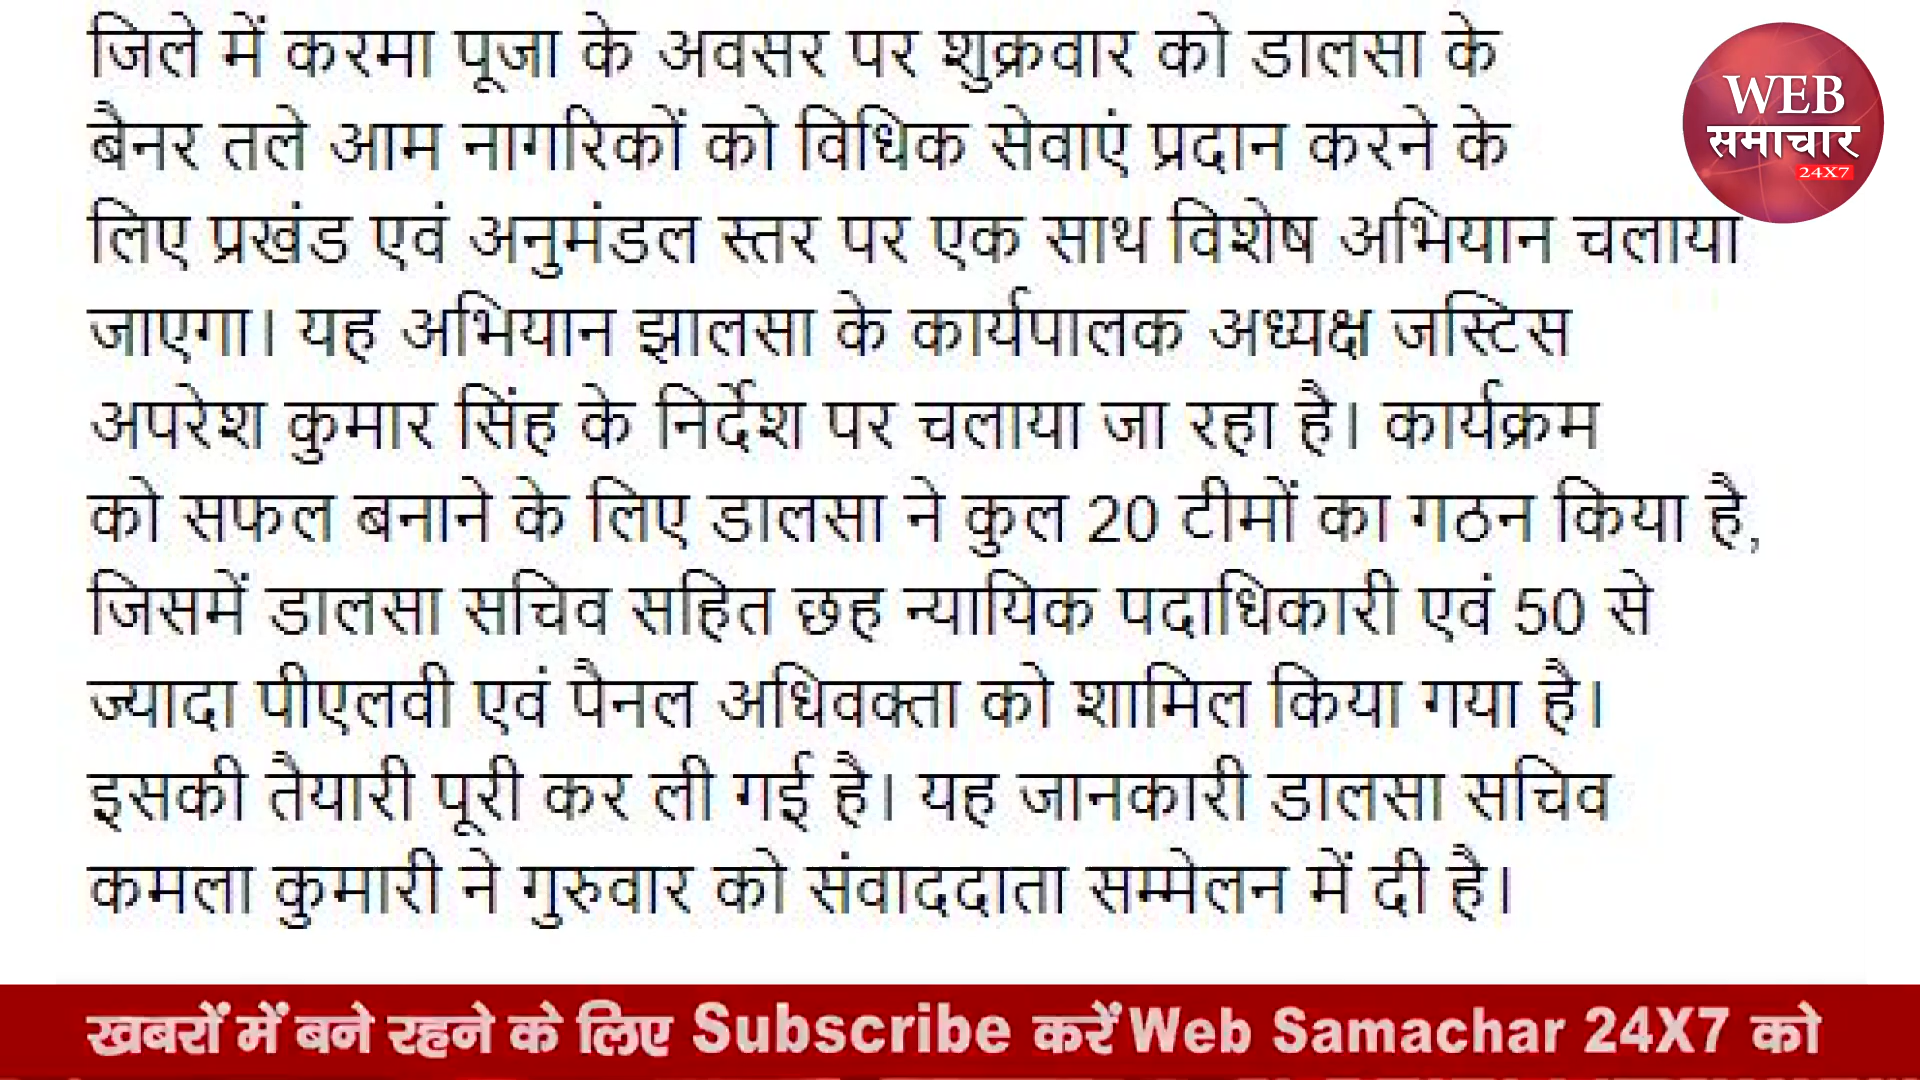 जिले में करमा पूजा के अवसर पर शुक्रवार को डालसा के
बैनर तले आम नागरिकों को विधिक सेवाएं प्रदान करने के
लिए प्रखंड एवं अनुमंडल स्तर पर एक साथ विशेष अभियान चलाया
जाएगा। यह अभियान झालसा के कार्यपालक अध्यक्ष जस्टिस
अपरेश कुमार सिंह के निर्देश पर चलाया जा रहा है। कार्यक्रम
को सफल बनाने के लिए डालसा ने कुल 20 टीमों का गठन किया है,
जिसमें डालसा सचिव सहित छह न्यायिक पदाधिकारी एवं 50 से
ज्यादा पीएलवी एवं पैनल अधिवक्ता को शामिल किया गया है।
इसकी तैयारी पूरी कर ली गई है। यह जानकारी डालसा सचिव
कमला कुमारी ने गुरुवार को संवाददाता सम्मेलन में दी है।
WEB
समाचार
24X7
खबरों में बने रहने के लिए Subscribe करें Web Samachar 24X7 को